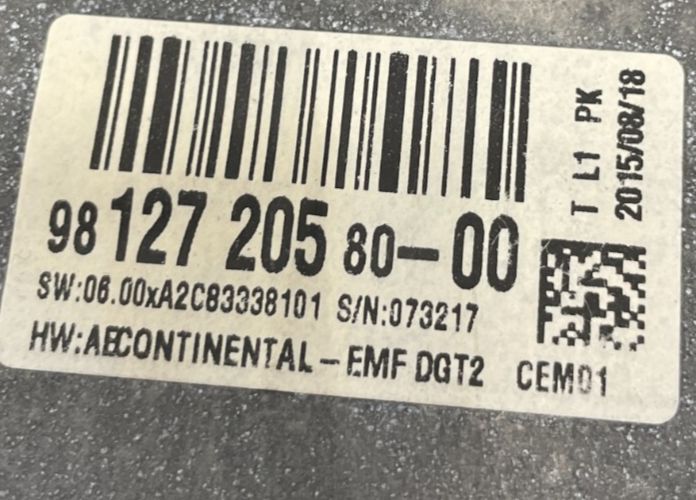 98 127 205 80-00
SW:06.00xA2C83338101 S/N:073217
HW:AECONTINENTAL-EMF DGT2 CEM01
T L1 PK
2015/08/18